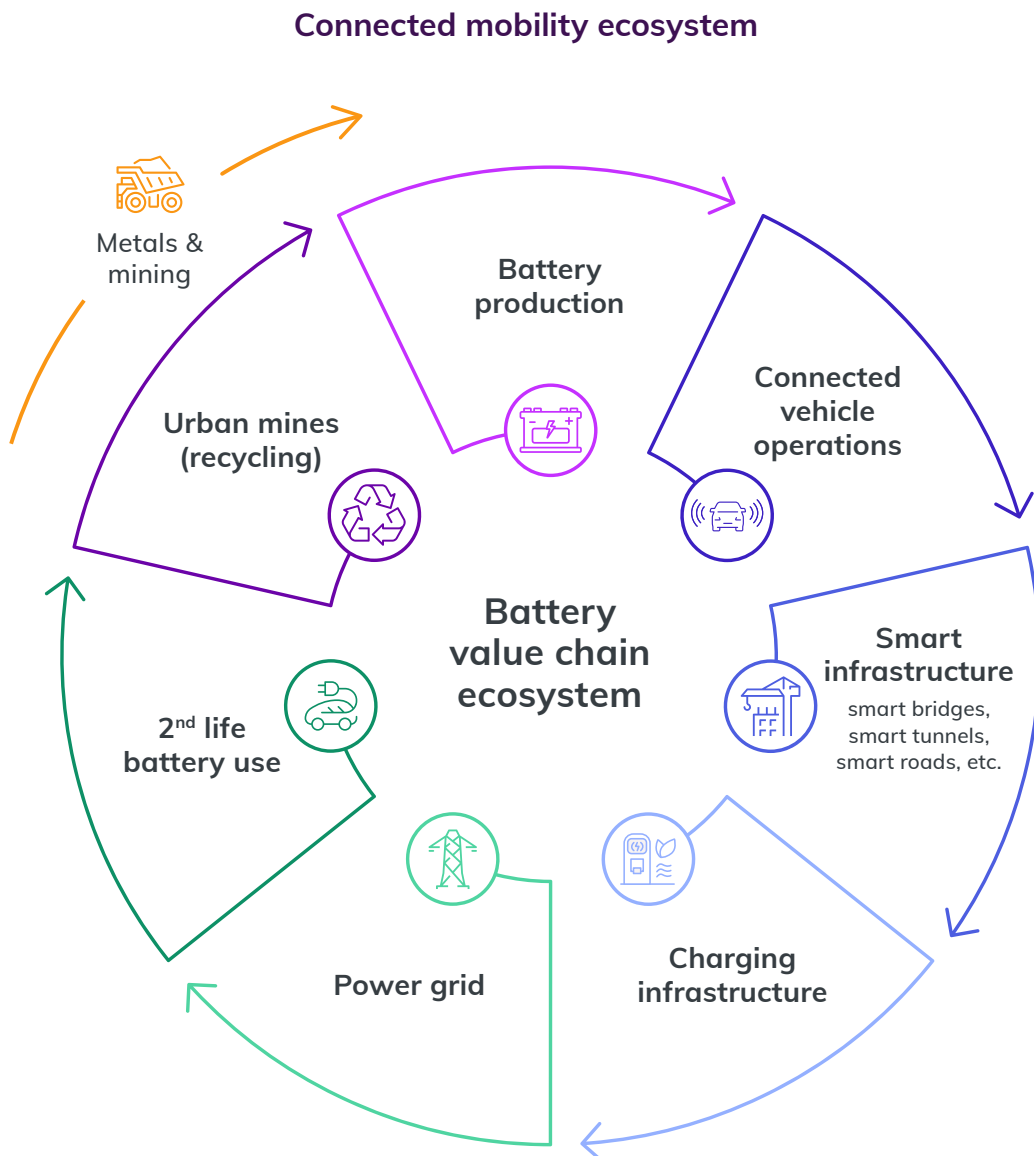 Connected mobility ecosystem
Metals &
mining
Battery
production
Connected
vehicle
operations
Urban mines
(recycling)
Battery
value chain
ecosystem
Smart
infrastructure
smart bridges,
smart tunnels,
smart roads, etc.
2nd life
battery use
Charging
infrastructure
Power grid